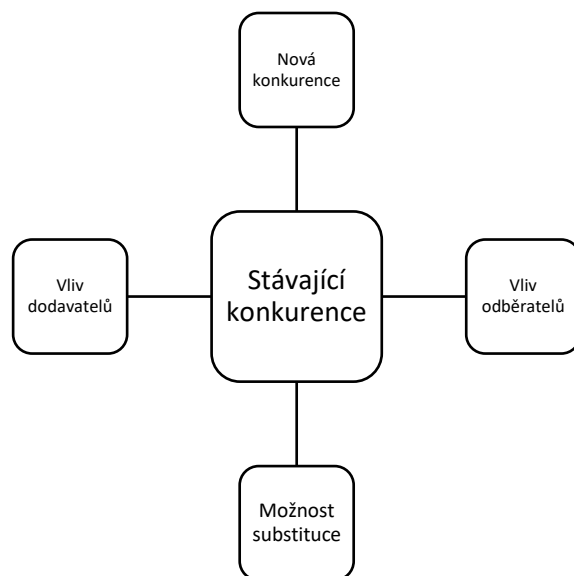 Nová
konkurence
Vliv
dodavatelů
Stávající
konkurence
Vliv
odběratelů
Možnost
substituce